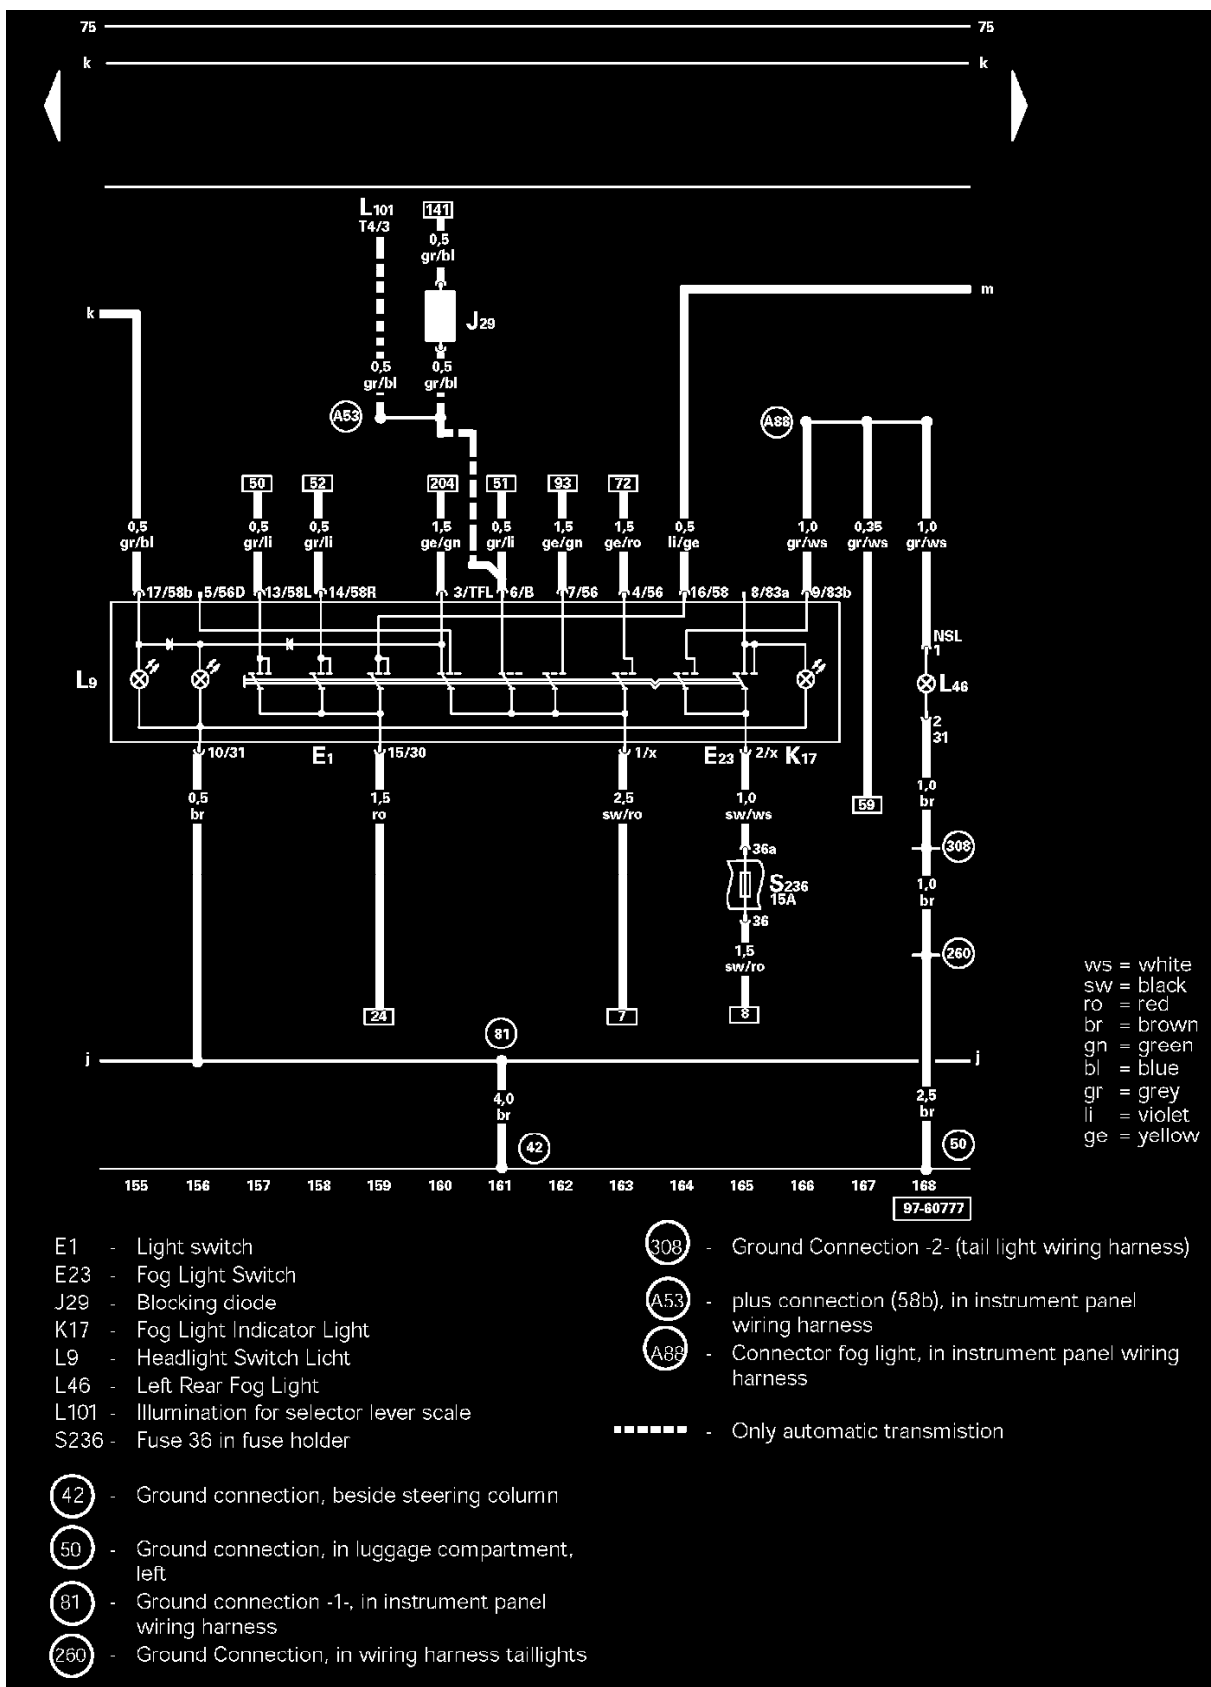 75 75
k k
L101
T4/3
141
0,5
gr/bl
m
k
J29
0,5
gr/bl
0,5
gr/bl
A53
A88
50 52 204 51 93 72
0,5 0,5 0,5 1,5 0,5 1,5 1,5 0,5 1,0 0,35 1,0
gr/bl gr/li gr/li ge/gn gr/li ge/gn ge/ro li/ge gr/ws gr/ws gr/ws
17/58b 5/56D 13/58L 14/58R 3/TFL 6/B 7/56 4/56 16/58 8/83a 9/83b
NSL
1
L9
L46
2
31
10/31 E1 15/30 1/x E23 2/x K17
0,5 1,5 2,5 1,0 1,0
br ro sw/ro sw/ws br
59
36a
308
S236
15A
1,0
br
36
1,5
sw/ro
260
ws = white
sw = black
ro = red
br = brown
gn = green
bl = blue
gr = grey
li = violet
ge = yellow
24 7 8
81
j j
4,0
br
2,5
br
42
50
155 156 157 158 159 160 161 162 163 164 165 166 167 168
97-60777
E1 - Light switch
E23 - Fog Light Switch
J29 - Blocking diode
K17 - Fog Light Indicator Light
L9 - Headlight Switch Licht
L46 - Left Rear Fog Light
L101 - Illumination for selector lever scale
S236 - Fuse 36 in fuse holder
42 - Ground connection, beside steering column
50 - Ground connection, in luggage compartment,
left
81 - Ground connection -1-, in instrument panel
wiring harness
260 - Ground Connection, in wiring harness taillights
308 - Ground Connection -2- (tail light wiring harness)
A53 - plus connection (58b), in instrument panel
wiring harness
A88 - Connector fog light, in instrument panel wiring
harness
- Only automatic transmistion